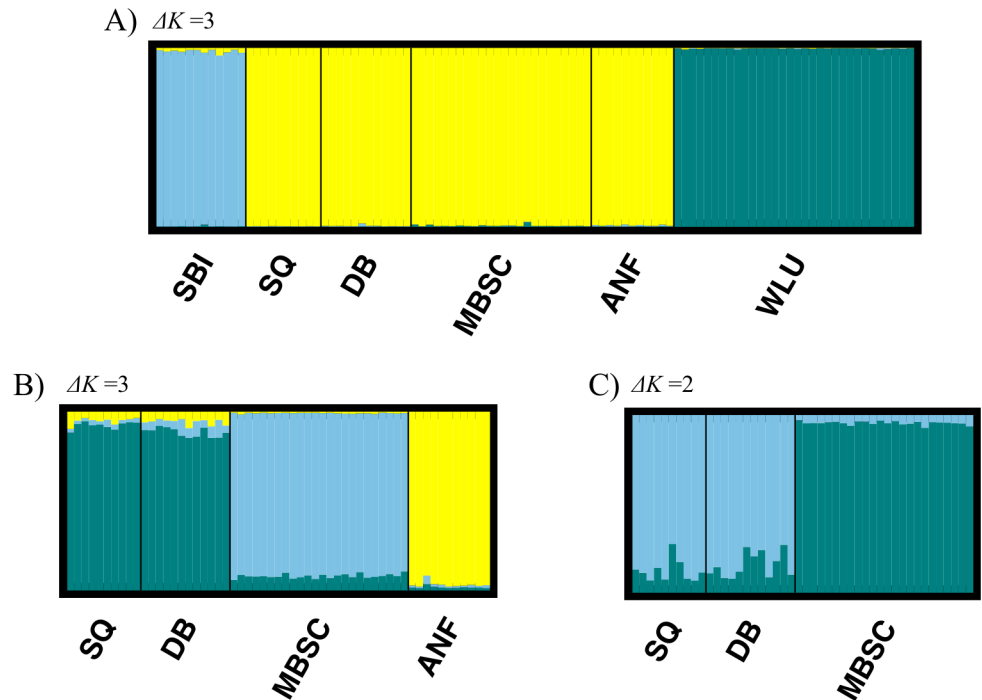 A) ΔK =3
SBI
SQ
DB
MBSC
ANF
WLU
B) ΔK =3
SQ
DB
MBSC
ANF
C) ΔK =2
SQ
DB
MBSC